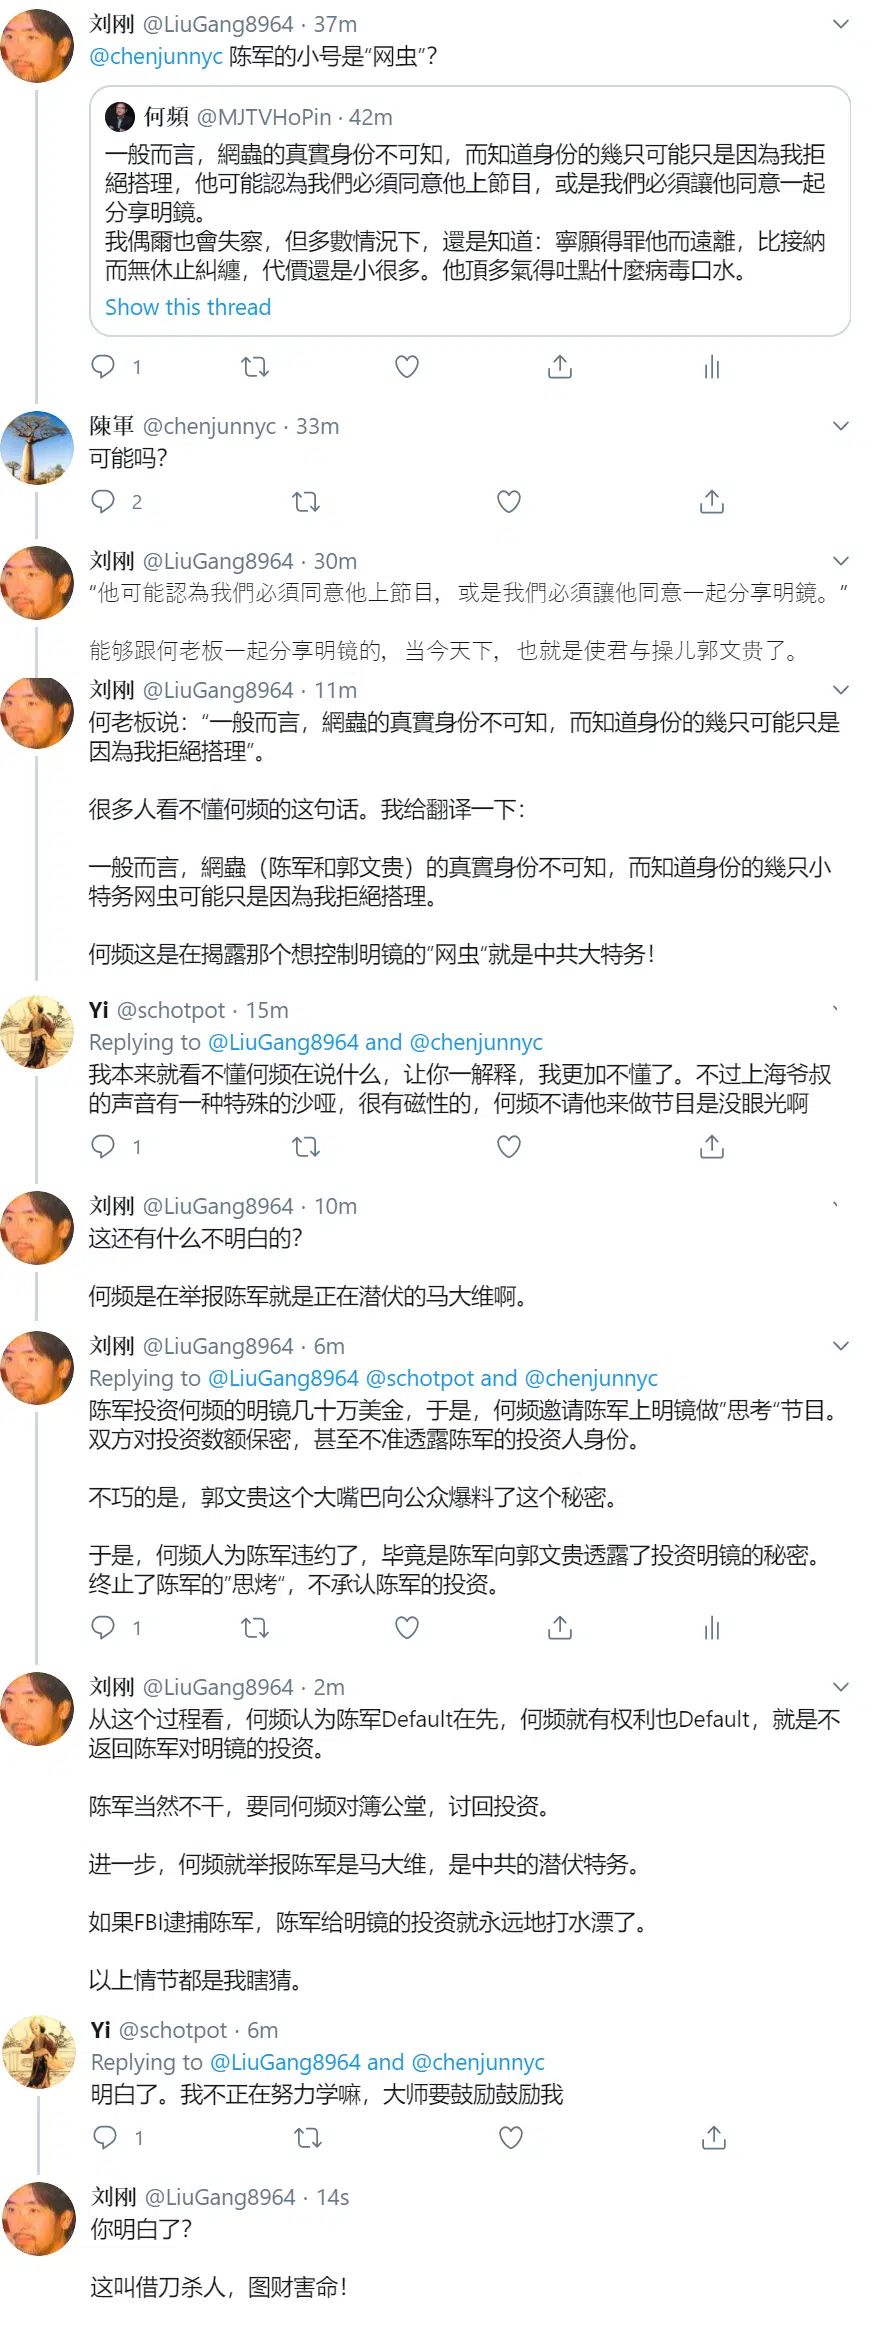 刘刚 @LiuGang8964 · 37m
@chenjunnyc 陈军的小号是“网虫”？
何頻 @MJTVHoPin · 42m
一般而言，網蟲的真實身份不可知，而知道身份的幾只可能只是因為我拒
絕搭理，他可能認為我們必須同意他上節目，或是我們必須讓他同意一起
分享明鏡。
我偶爾也會失察，但多數情況下，還是知道：寧願得罪他而遠離，比接納
而無休止糾纏，代價還是小很多。他頂多氣得吐點什麼病毒口水。
Show this thread
1
陳軍 @chenjunnyc · 33m
可能吗？
2
刘刚 @LiuGang8964 · 30m
“他可能認為我們必須同意他上節目，或是我們必須讓他同意一起分享明鏡。”
能够跟何老板一起分享明镜的，当今天下，也就是使君与操儿郭文贵了。
刘刚 @LiuGang8964 · 11m
何老板说：“一般而言，網蟲的真實身份不可知，而知道身份的幾只可能只是
因為我拒絕搭理”。
很多人看不懂何频的这句话。我给翻译一下：
一般而言，網蟲（陈军和郭文贵）的真實身份不可知，而知道身份的幾只小
特务网虫可能只是因為我拒絕搭理。
何频这是在揭露那个想控制明镜的”网虫“就是中共大特务！
Yi @schotpot · 15m
Replying to @LiuGang8964 and @chenjunnyc
我本来就看不懂何频在说什么，让你一解释，我更加不懂了。不过上海爷叔
的声音有一种特殊的沙哑，很有磁性的，何频不请他来做节目是没眼光啊
1
刘刚 @LiuGang8964 · 10m
这还有什么不明白的？
何频是在举报陈军就是正在潜伏的马大维啊。
刘刚 @LiuGang8964 · 6m
Replying to @LiuGang8964 @schotpot and @chenjunnyc
陈军投资何频的明镜几十万美金，于是，何频邀请陈军上明镜做”思考“节目。
双方对投资数额保密，甚至不准透露陈军的投资人身份。
不巧的是，郭文贵这个大嘴巴向公众爆料了这个秘密。
于是，何频人为陈军违约了，毕竟是陈军向郭文贵透露了投资明镜的秘密。
终止了陈军的”思烤“，不承认陈军的投资。
1
刘刚 @LiuGang8964 · 2m
从这个过程看，何频认为陈军Default在先，何频就有权利也Default，就是不
返回陈军对明镜的投资。
陈军当然不干，要同何频对簿公堂，讨回投资。
进一步，何频就举报陈军是马大维，是中共的潜伏特务。
如果FBI逮捕陈军，陈军给明镜的投资就永远地打水漂了。
以上情节都是我瞎猜。
Yi @schotpot · 6m
Replying to @LiuGang8964 and @chenjunnyc
明白了。我不正在努力学嘛，大师要鼓励鼓励我
1
刘刚 @LiuGang8964 · 14s
你明白了？
这叫借刀杀人，图财害命！